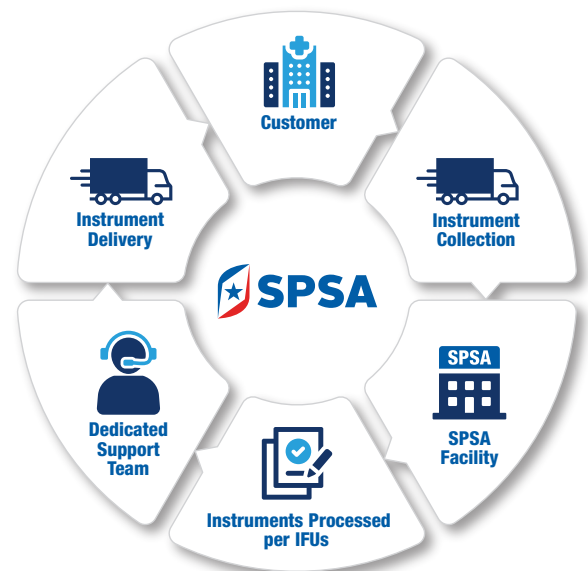 Customer
Instrument
Collection
SPSA
SPSA
Facility
Instruments Processed
per IFUs
Dedicated
Support
Team
Instrument
Delivery
SPSA